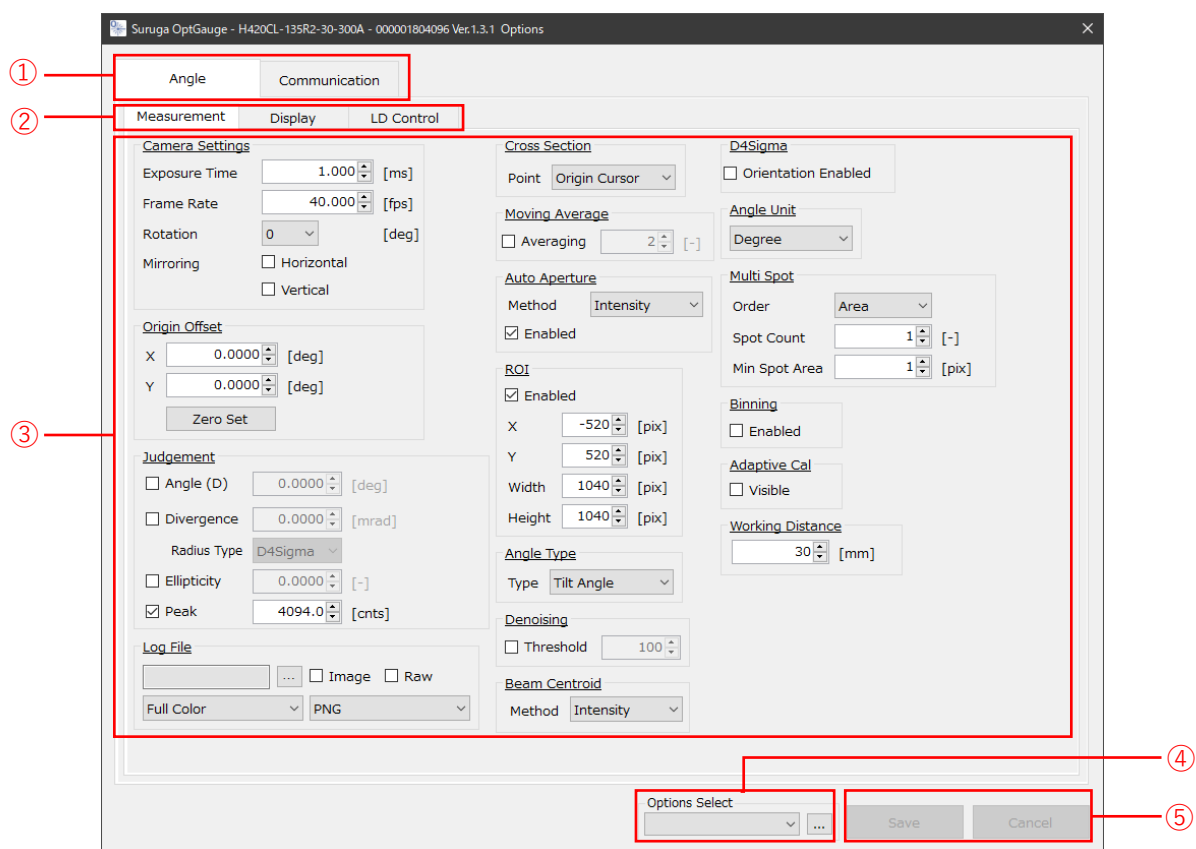 Suruga OptGauge - H420CL-135R2-30-300A - 000001804096 Ver.1.3.1 Options
①
Angle
Communication
②
Measurement
Display
LD Control
③
Camera Settings
Exposure Time 1.000 [ms]
Frame Rate 40.000 [fps]
Rotation 0 [deg]
Mirroring Horizontal
Vertical
Origin Offset
X 0.0000 [deg]
Y 0.0000 [deg]
Zero Set
Judgement
Angle (D) 0.0000 [deg]
Divergence 0.0000 [mrad]
Radius Type D4Sigma
Ellipticity 0.0000 [-]
Peak 4094.0 [cnts]
Log File
... Image Raw
Full Color PNG
Cross Section
Point Origin Cursor
Moving Average
Averaging 2 [-]
Auto Aperture
Method Intensity
Enabled
ROI
Enabled
X -520 [pix]
Y 520 [pix]
Width 1040 [pix]
Height 1040 [pix]
Angle Type
Type Tilt Angle
Denoising
Threshold 100
Beam Centroid
Method Intensity
D4Sigma
Orientation Enabled
Angle Unit
Degree
Multi Spot
Order Area
Spot Count 1 [-]
Min Spot Area 1 [pix]
Binning
Enabled
Adaptive Cal
Visible
Working Distance
30 [mm]
④
Options Select
...
Save
Cancel
⑤